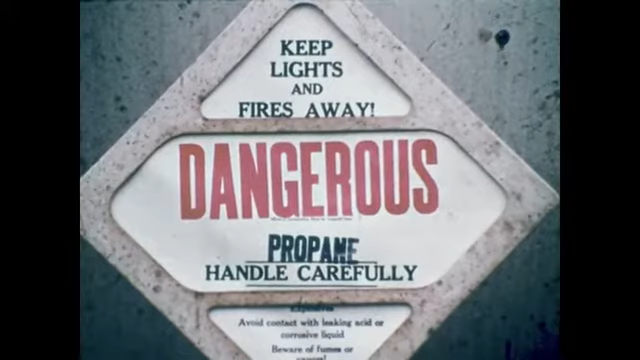 KEEP
LIGHTS
AND
FIRES AWAY!
DANGEROUS
PROPANE
HANDLE CAREFULLY
Explosives
Avoid contact with leaking acid or
corrosive liquid
Beware of fumes or